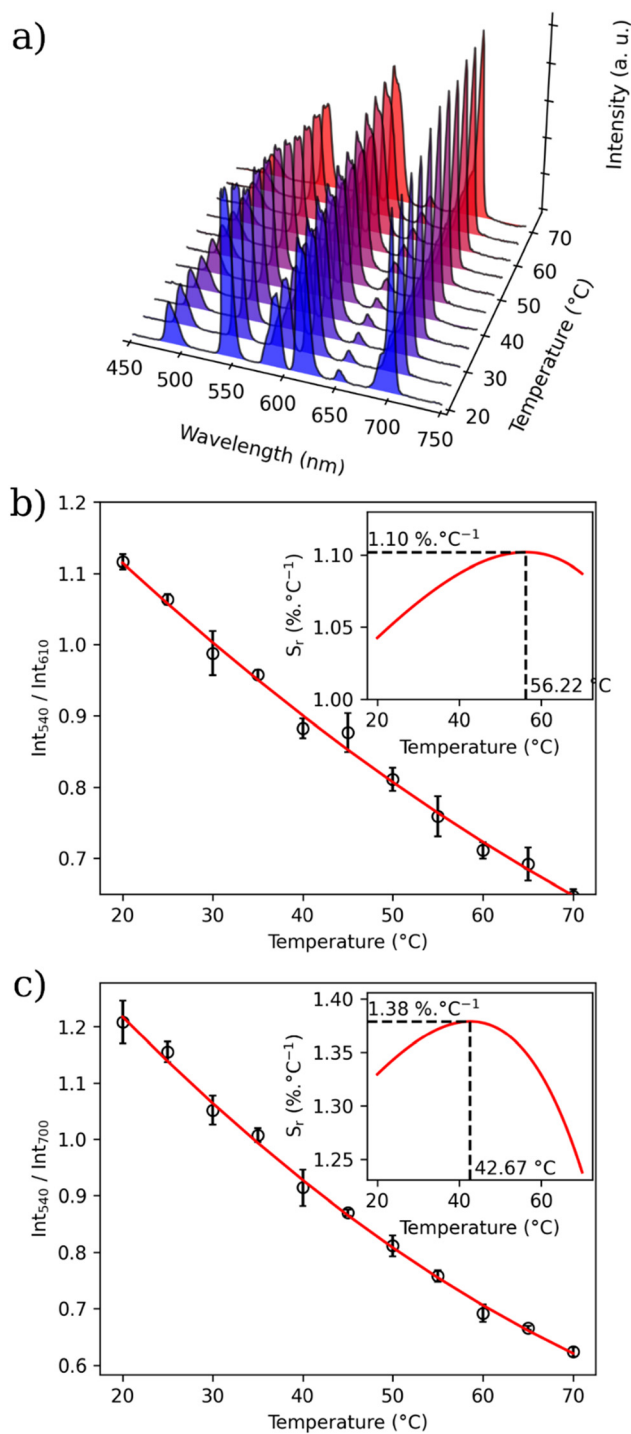 a)
Intensity (a. u.)
70
60
50
40
30
20
Temperature (°C)
450
500
550
600
650
700
750
Wavelength (nm)
b)
1.2
1.1
1.0
0.9
0.8
0.7
Int₅₄₀ / Int₆₁₀
20 30 40 50 60 70
Temperature (°C)
1.10
1.05
1.00
Sᵣ (%.°C⁻¹)
1.10 %.°C⁻¹
56.22 °C
20 40 60
Temperature (°C)
c)
1.2
1.1
1.0
0.9
0.8
0.7
0.6
Int₅₄₀ / Int₇₀₀
20 30 40 50 60 70
Temperature (°C)
1.40
1.35
1.30
1.25
Sᵣ (%.°C⁻¹)
1.38 %.°C⁻¹
42.67 °C
20 40 60
Temperature (°C)